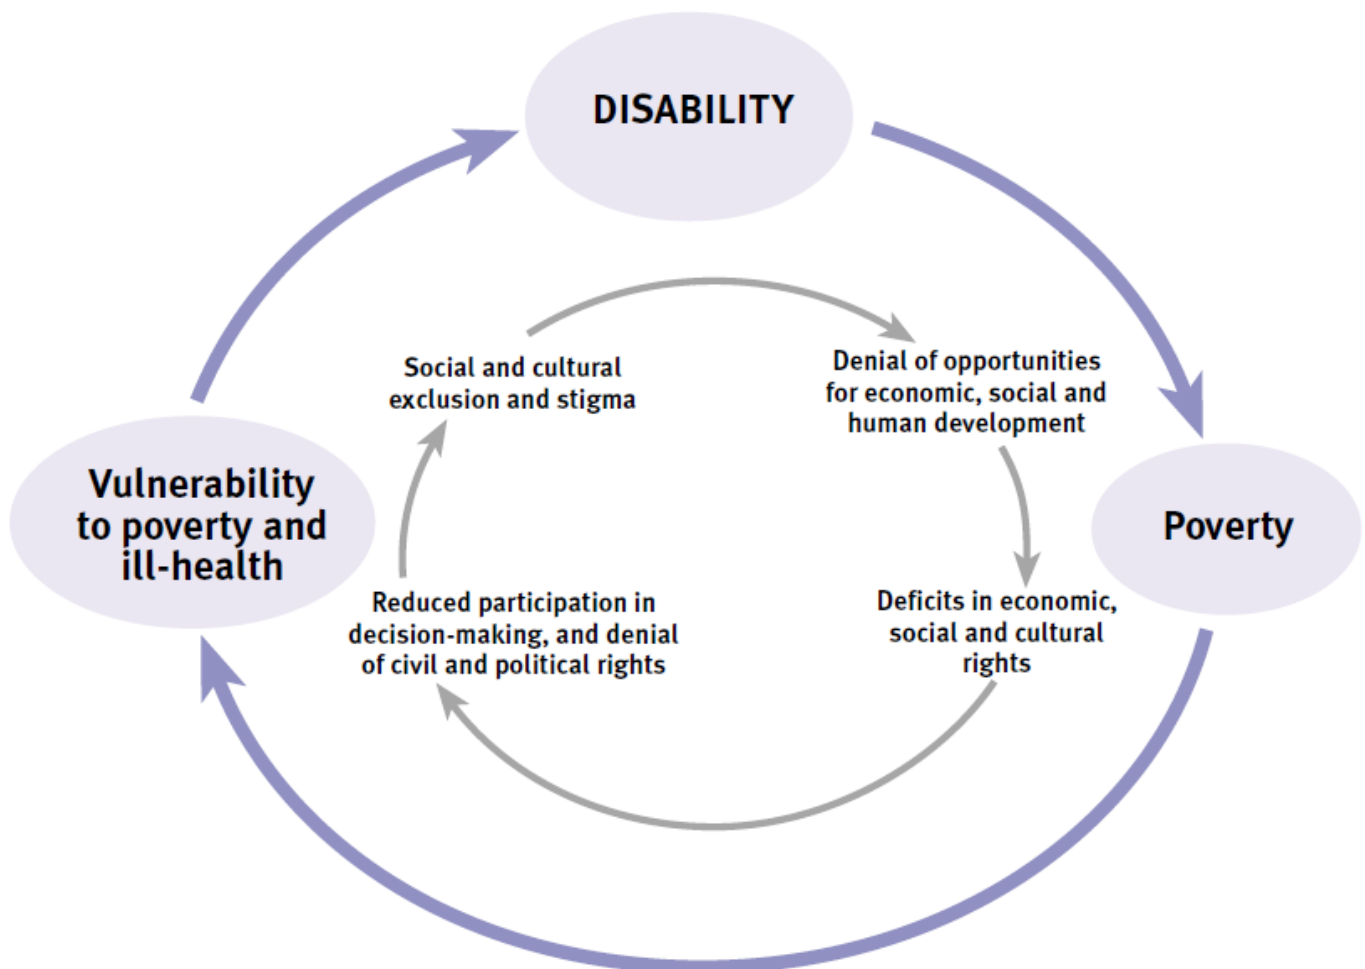 DISABILITY
Social and cultural
exclusion and stigma
Denial of opportunities
for economic, social and
human development
Vulnerability
to poverty and
ill-health
Poverty
Reduced participation in
decision-making, and denial
of civil and political rights
Deficits in economic,
social and cultural
rights